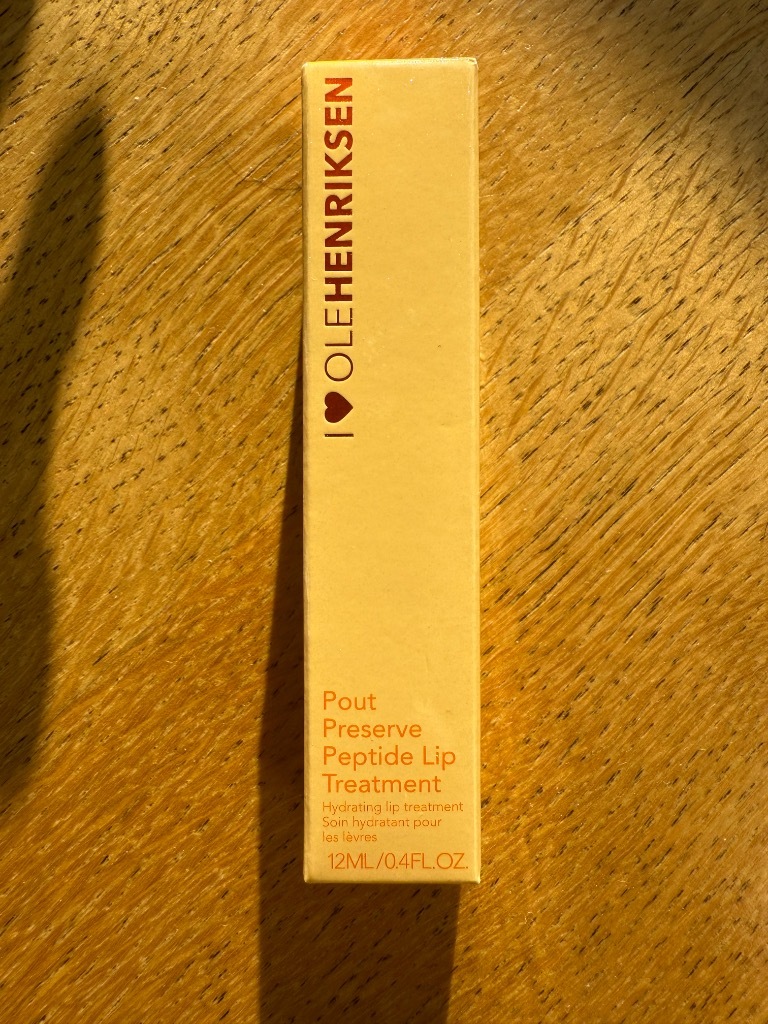 I ♥ OLEHENRIKSEN
Pout
Preserve
Peptide Lip
Treatment
Hydrating lip treatment
Soin hydratant pour
les lèvres
12ML/0.4FL.OZ.